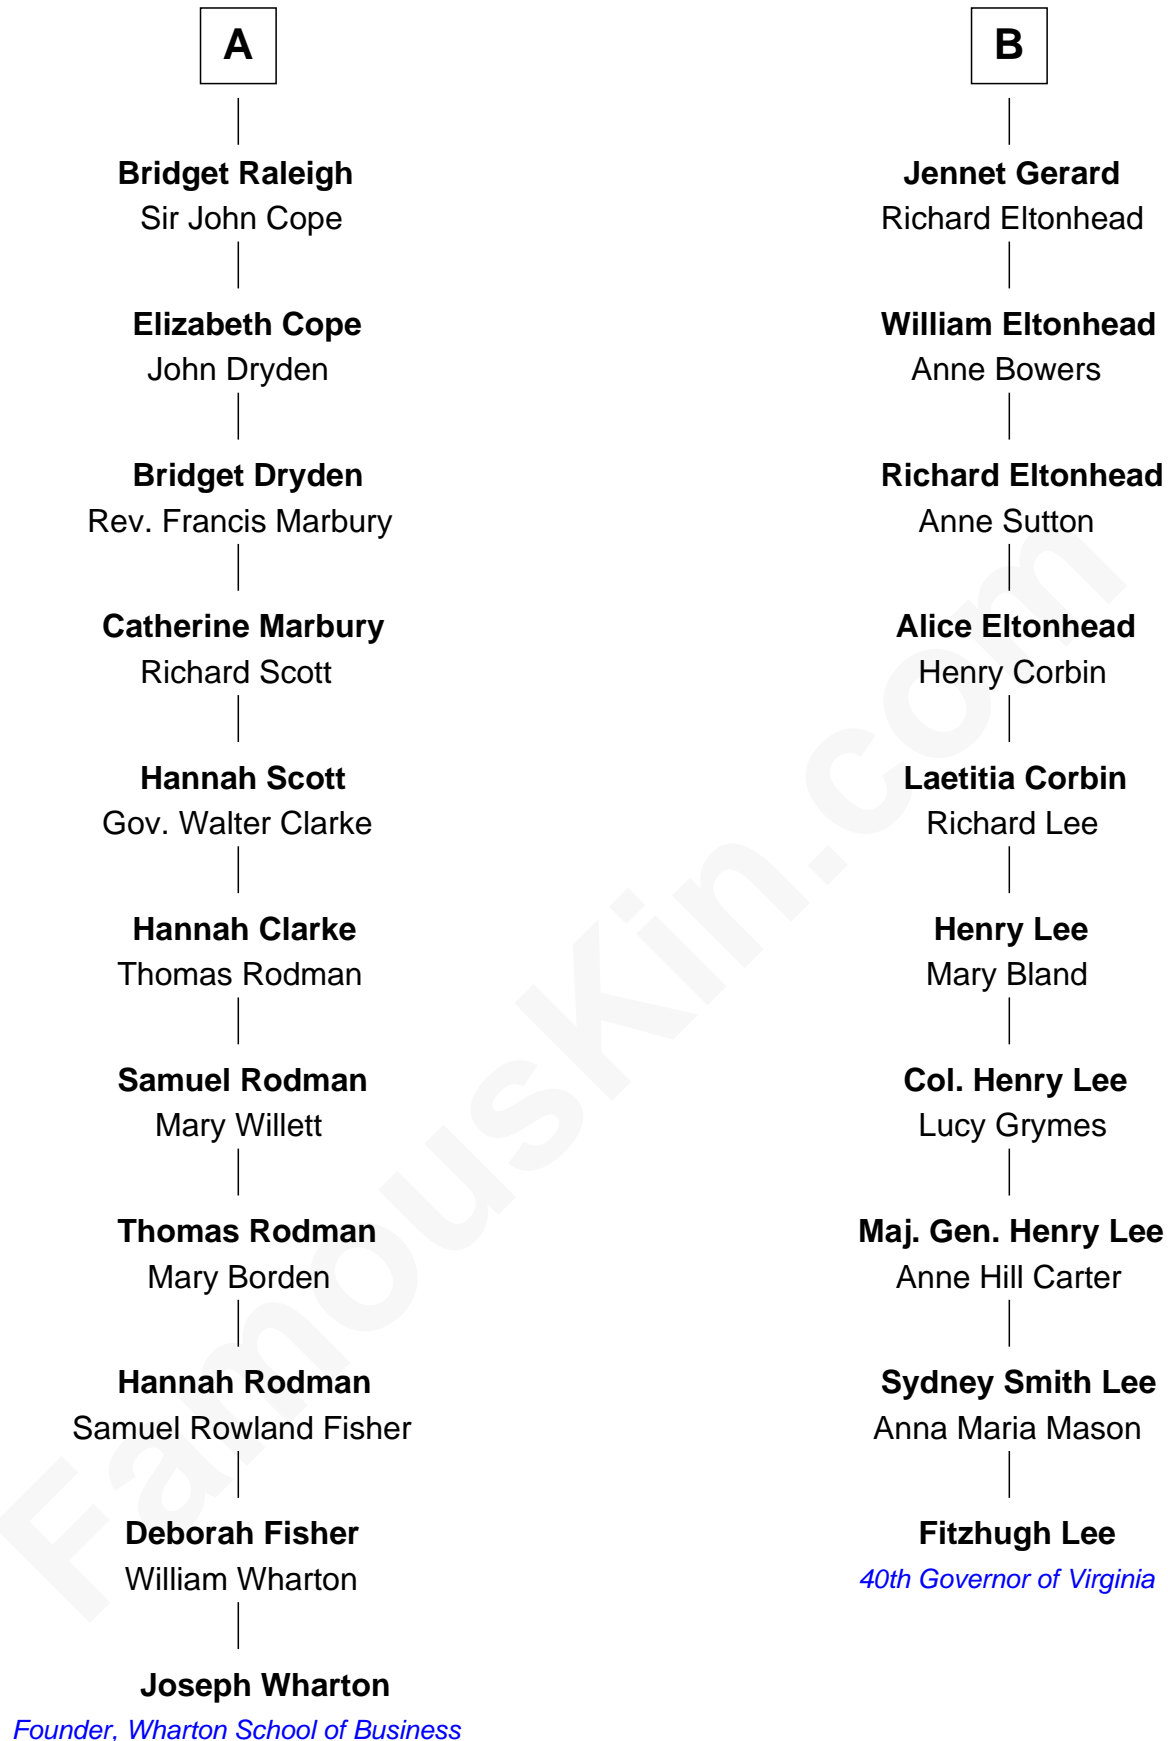 A
Bridget Raleigh
Sir John Cope
Elizabeth Cope
John Dryden
Bridget Dryden
Rev. Francis Marbury
Catherine Marbury
Richard Scott
Hannah Scott
Gov. Walter Clarke
Hannah Clarke
Thomas Rodman
Samuel Rodman
Mary Willett
Thomas Rodman
Mary Borden
Hannah Rodman
Samuel Rowland Fisher
Deborah Fisher
William Wharton
Joseph Wharton
Founder, Wharton School of Business
B
Jennet Gerard
Richard Eltonhead
William Eltonhead
Anne Bowers
Richard Eltonhead
Anne Sutton
Alice Eltonhead
Henry Corbin
Laetitia Corbin
Richard Lee
Henry Lee
Mary Bland
Col. Henry Lee
Lucy Grymes
Maj. Gen. Henry Lee
Anne Hill Carter
Sydney Smith Lee
Anna Maria Mason
Fitzhugh Lee
40th Governor of Virginia
FamousKin.com